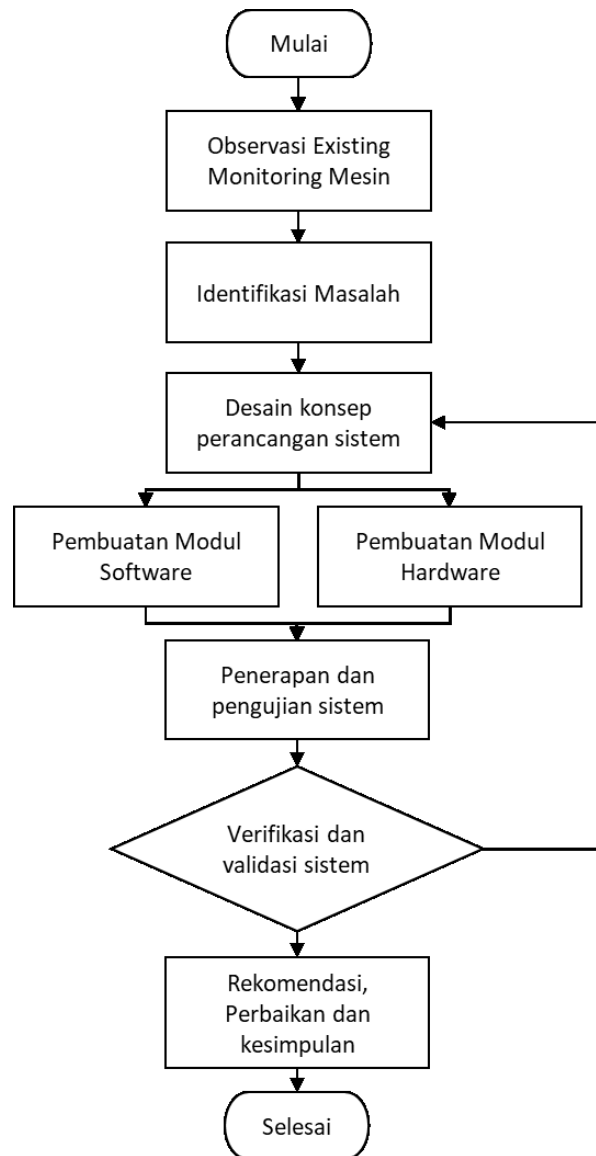 Mulai
Observasi Existing
Monitoring Mesin
Identifikasi Masalah
Desain konsep
perancangan sistem
Pembuatan Modul
Software
Pembuatan Modul
Hardware
Penerapan dan
pengujian sistem
Verifikasi dan
validasi sistem
Rekomendasi,
Perbaikan dan
kesimpulan
Selesai